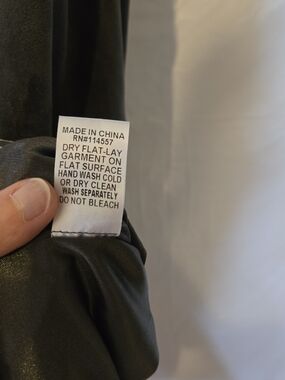 MADE IN CHINA
RN#114557
DRY FLAT-LAY
GARMENT ON
FLAT SURFACE
HAND WASH COLD
OR DRY CLEAN
WASH SEPARATELY
DO NOT BLEACH